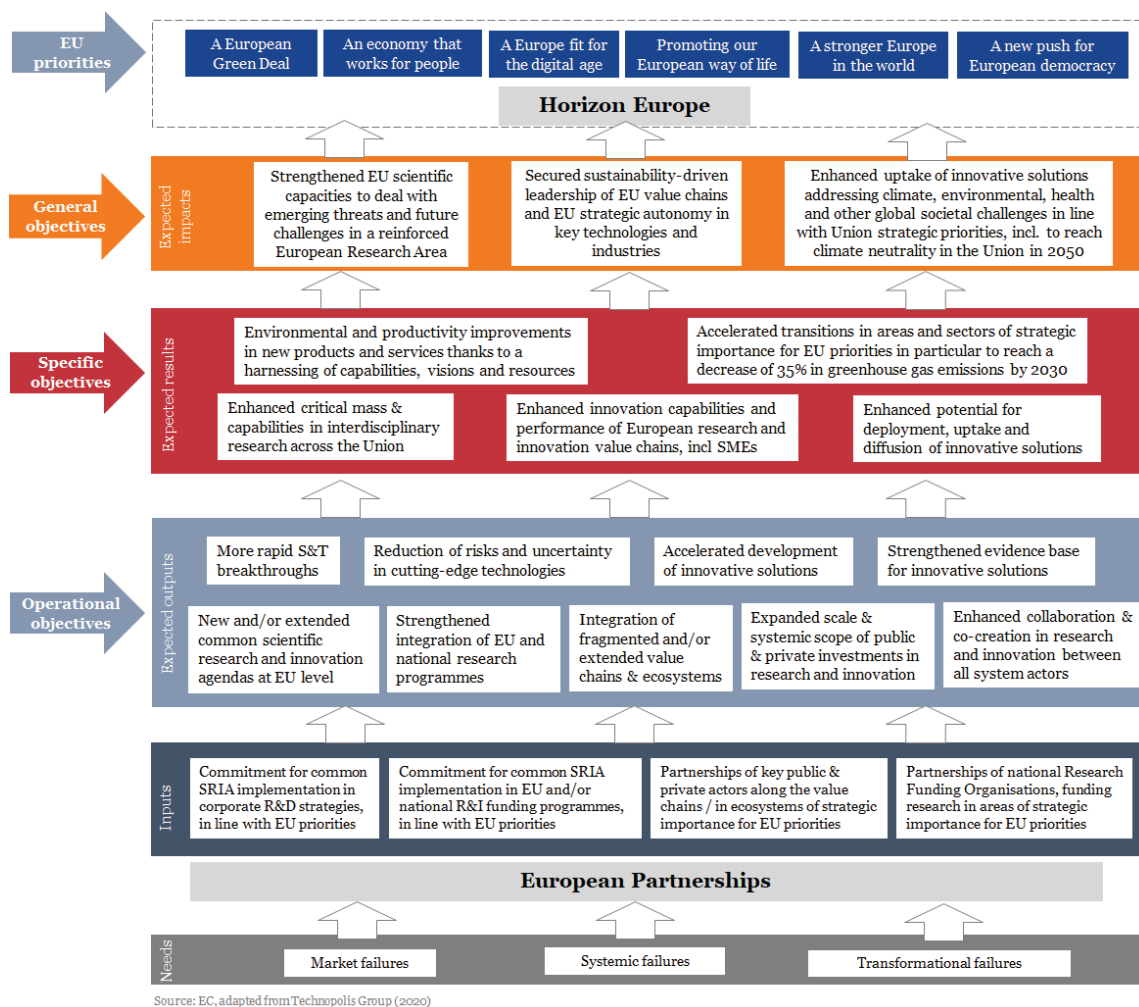 EU
priorities
A European
Green Deal
An economy that
works for people
A Europe fit for
the digital age
Promoting our
European way of life
A stronger Europe
in the world
A new push for
European democracy
Horizon Europe
General
objectives
Expected
impacts
Strengthened EU scientific
capacities to deal with
emerging threats and future
challenges in a reinforced
European Research Area
Secured sustainability-driven
leadership of EU value chains
and EU strategic autonomy in
key technologies and
industries
Enhanced uptake of innovative solutions
addressing climate, environmental, health
and other global societal challenges in line
with Union strategic priorities, incl. to reach
climate neutrality in the Union in 2050
Specific
objectives
Expected results
Environmental and productivity improvements
in new products and services thanks to a
harnessing of capabilities, visions and resources
Accelerated transitions in areas and sectors of strategic
importance for EU priorities in particular to reach a
decrease of 35% in greenhouse gas emissions by 2030
Enhanced critical mass &
capabilities in interdisciplinary
research across the Union
Enhanced innovation capabilities and
performance of European research and
innovation value chains, incl SMEs
Enhanced potential for
deployment, uptake and
diffusion of innovative solutions
Operational
objectives
Expected outputs
More rapid S&T
breakthroughs
Reduction of risks and uncertainty
in cutting-edge technologies
Accelerated development
of innovative solutions
Strengthened evidence base
for innovative solutions
New and/or extended
common scientific
research and innovation
agendas at EU level
Strengthened
integration of EU and
national research
programmes
Integration of
fragmented and/or
extended value
chains & ecosystems
Expanded scale &
systemic scope of public
& private investments in
research and innovation
Enhanced collaboration &
co-creation in research
and innovation between
all system actors
Inputs
Commitment for common
SRIA implementation in
corporate R&D strategies,
in line with EU priorities
Commitment for common SRIA
implementation in EU and/or
national R&I funding programmes,
in line with EU priorities
Partnerships of key public &
private actors along the value
chains / in ecosystems of strategic
importance for EU priorities
Partnerships of national Research
Funding Organisations, funding
research in areas of strategic
importance for EU priorities
European Partnerships
Needs
Market failures
Systemic failures
Transformational failures
Source: EC, adapted from Technopolis Group (2020)